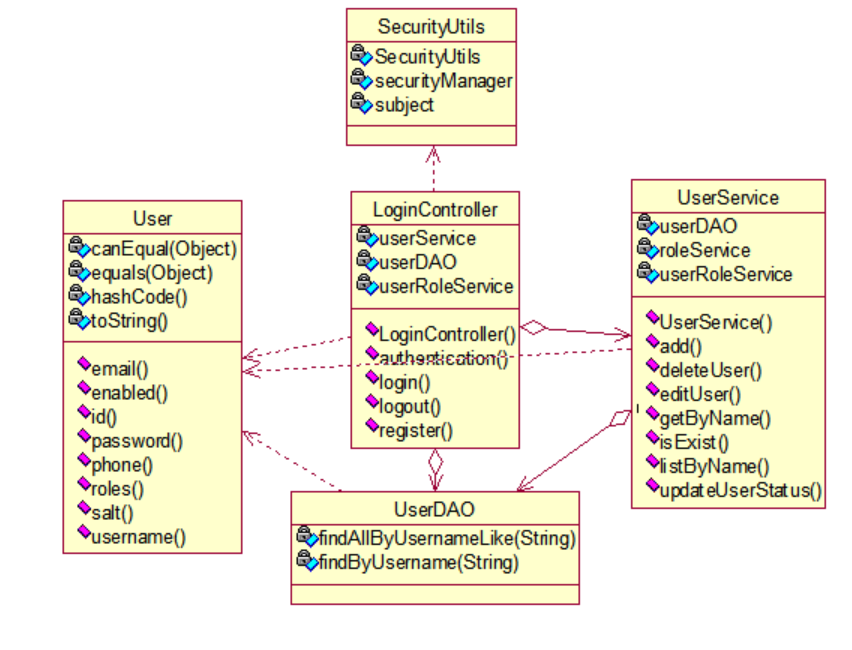 SecurityUtils
SecurityUtils
securityManager
subject
User
canEqual(Object)
equals(Object)
hashCode()
toString()
email()
enabled()
id()
password()
phone()
roles()
salt()
username()
LoginController
userService
userDAO
userRoleService
LoginController()
authentication()
login()
logout()
register()
UserService
userDAO
roleService
userRoleService
UserService()
add()
deleteUser()
editUser()
getByName()
isExist()
listByName()
updateUserStatus()
UserDAO
findAllByUsernameLike(String)
findByUsername(String)